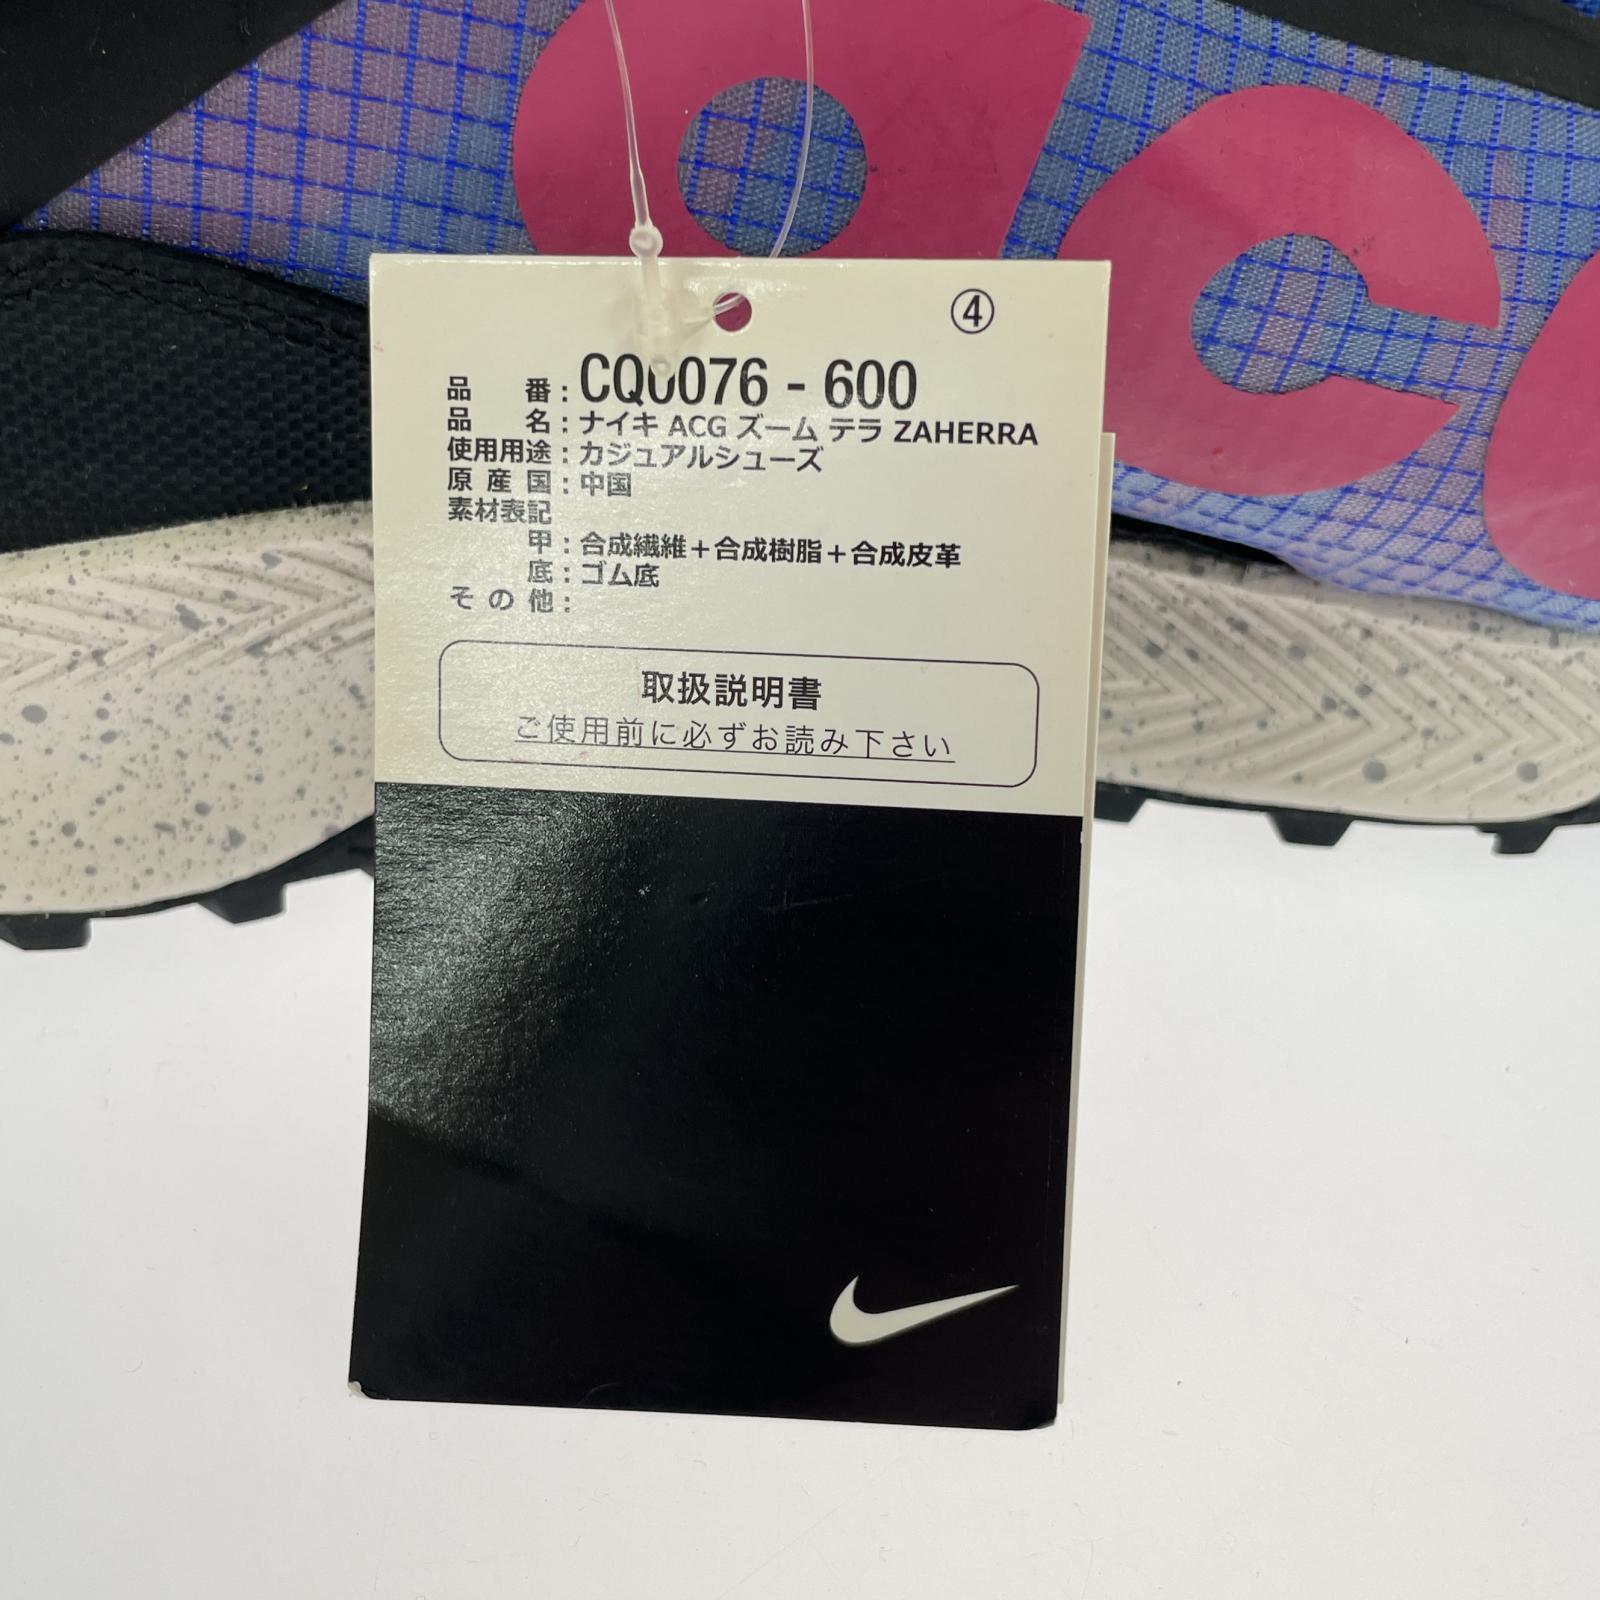 acg
④
品番：CQ0076 - 600
品名：ナイキ ACG ズーム テラ ZAHERRA
使用用途：カジュアルシューズ
原産国：中国
素材表記
甲：合成繊維＋合成樹脂＋合成皮革
底：ゴム底
その他：
取扱説明書
ご使用前に必ずお読み下さい